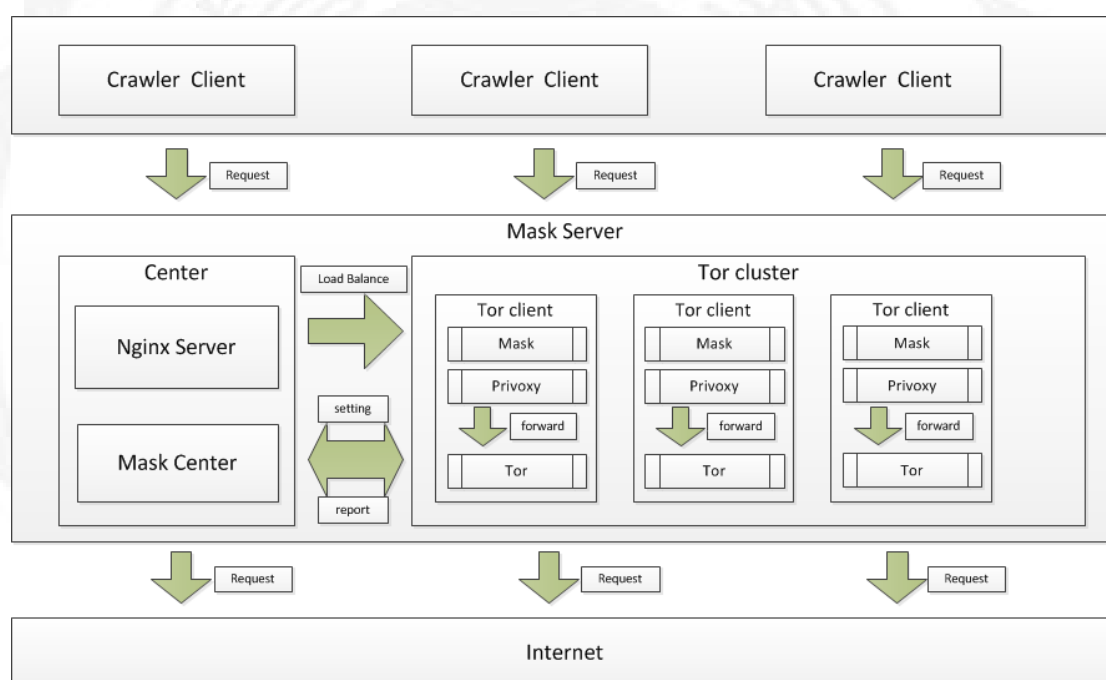 Crawler Client
Crawler Client
Crawler Client
Request
Request
Request
Mask Server
Center
Nginx Server
Mask Center
Load Balance
setting
report
Tor cluster
Tor client
Mask
Privoxy
forward
Tor
Tor client
Mask
Privoxy
forward
Tor
Tor client
Mask
Privoxy
forward
Tor
Request
Request
Request
Internet